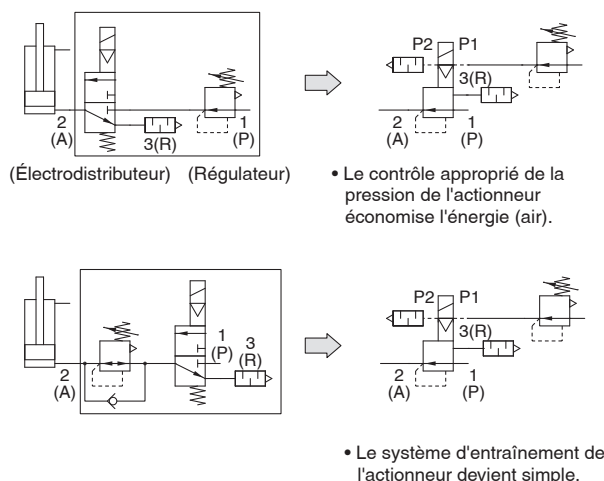 P2 P1
3(R)
2
(A)
3(R)
1
(P)
2
(A)
1
(P)
(Électrodistributeur) (Régulateur)
• Le contrôle approprié de la
pression de l'actionneur
économise l'énergie (air).
1
(P)
3
(R)
2
(A)
P2 P1
3(R)
2
(A)
1
(P)
• Le système d'entraînement de
l'actionneur devient simple.